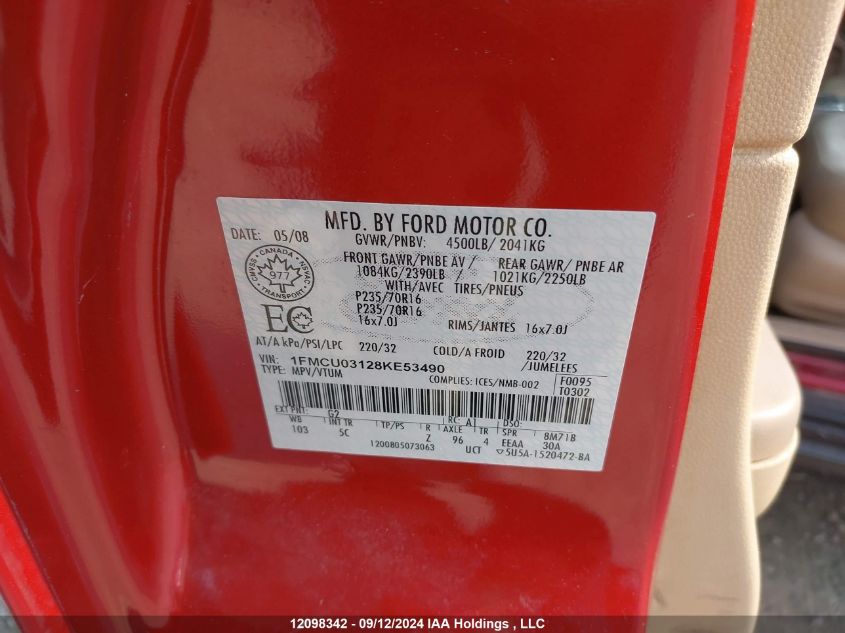 MFD. BY FORD MOTOR CO.
DATE: 05/08 GVWR/PNBV: 4500LB/ 2041KG
FRONT GAWR/PNBE AV / REAR GAWR/ PNBE AR
1084KG/2390LB / 1021KG/2250LB
WITH/AVEC TIRES/PNEUS
P235/70R16
P235/70R16
16x7.0J RIMS/JANTES 16x7.0J
CANADA
977
TRANSPORT
EC
AT/A kPa/PSI/LPC 220/32 COLD/A FROID 220/32
/JUMELEES
VIN: 1FMCU03128KE53490
TYPE: MPV/VTUM COMPLIES: ICES/NMB-002 F0095
T0302
EXT PNT: G2 RC: A1 DSO:
WB INT TR TP/PS R AXLE TR SPR BM71B
103 5C Z 96 4 EEAA 30A
1200805073063 UCT ▽5U5A-1520472-BA
12098342 - 09/12/2024 IAA Holdings , LLC